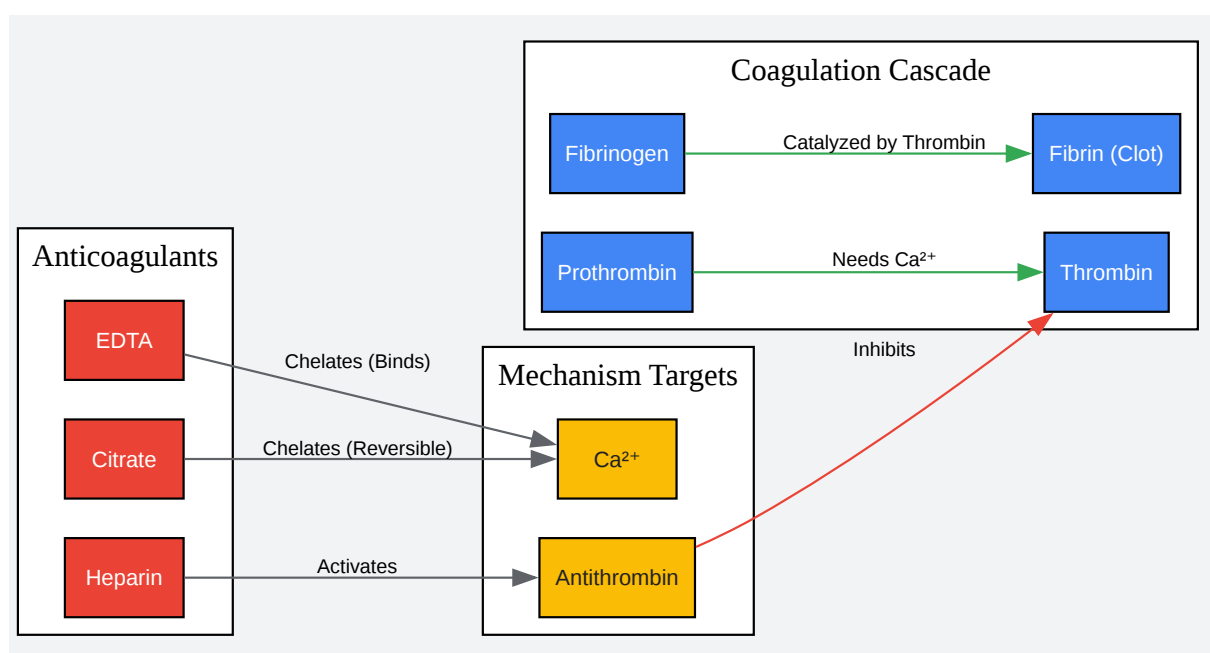 Coagulation Cascade
Fibrinogen
Catalyzed by Thrombin
Fibrin (Clot)
Prothrombin
Needs Ca²⁺
Thrombin
Inhibits
Anticoagulants
EDTA
Citrate
Heparin
Chelates (Binds)
Chelates (Reversible)
Activates
Mechanism Targets
Ca²⁺
Antithrombin